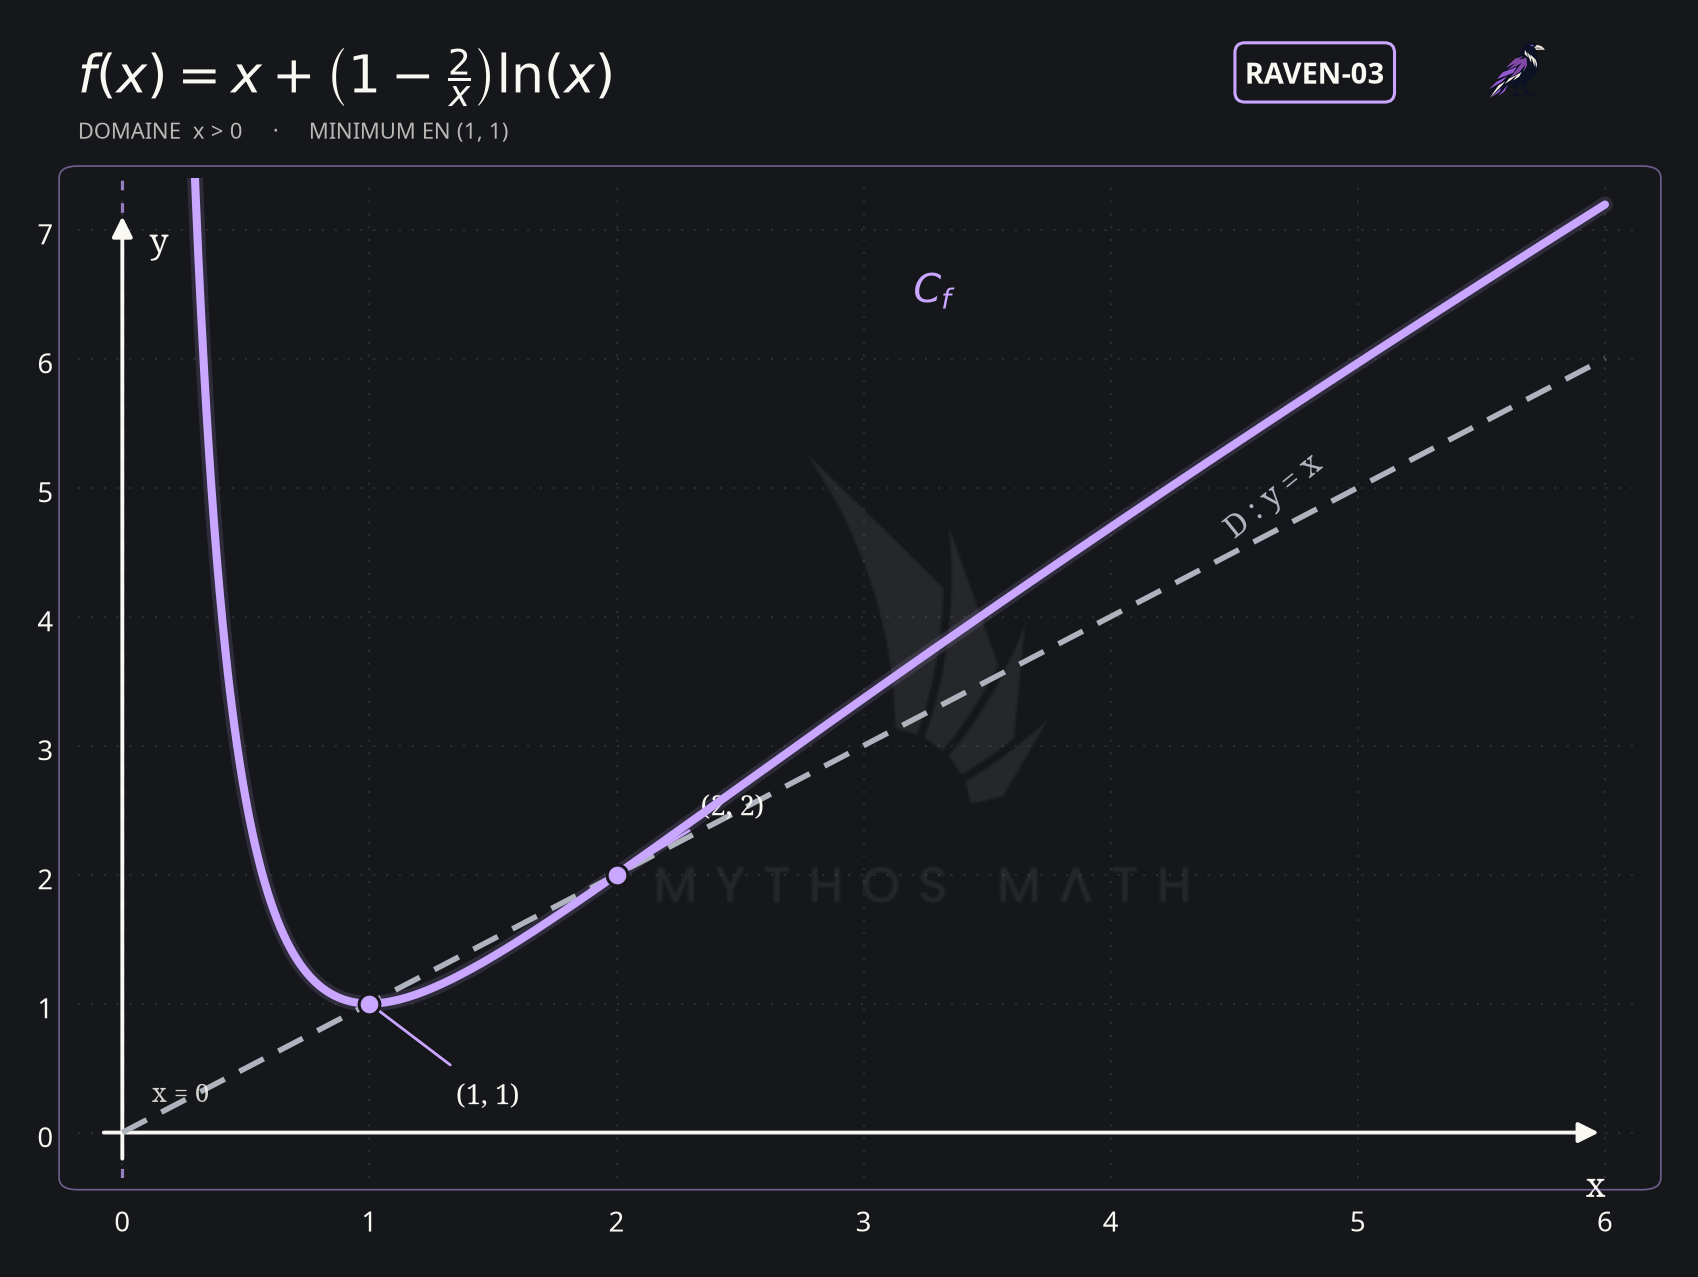 f(x) = x + (1 − 2/x)ln(x)
RAVEN-03
DOMAINE x > 0 · MINIMUM EN (1, 1)
y
7
6
5
4
3
2
1
0
C_f
D : y = x
(2, 2)
MYTHOS MΛTH
x = 0
(1, 1)
x
0 1 2 3 4 5 6